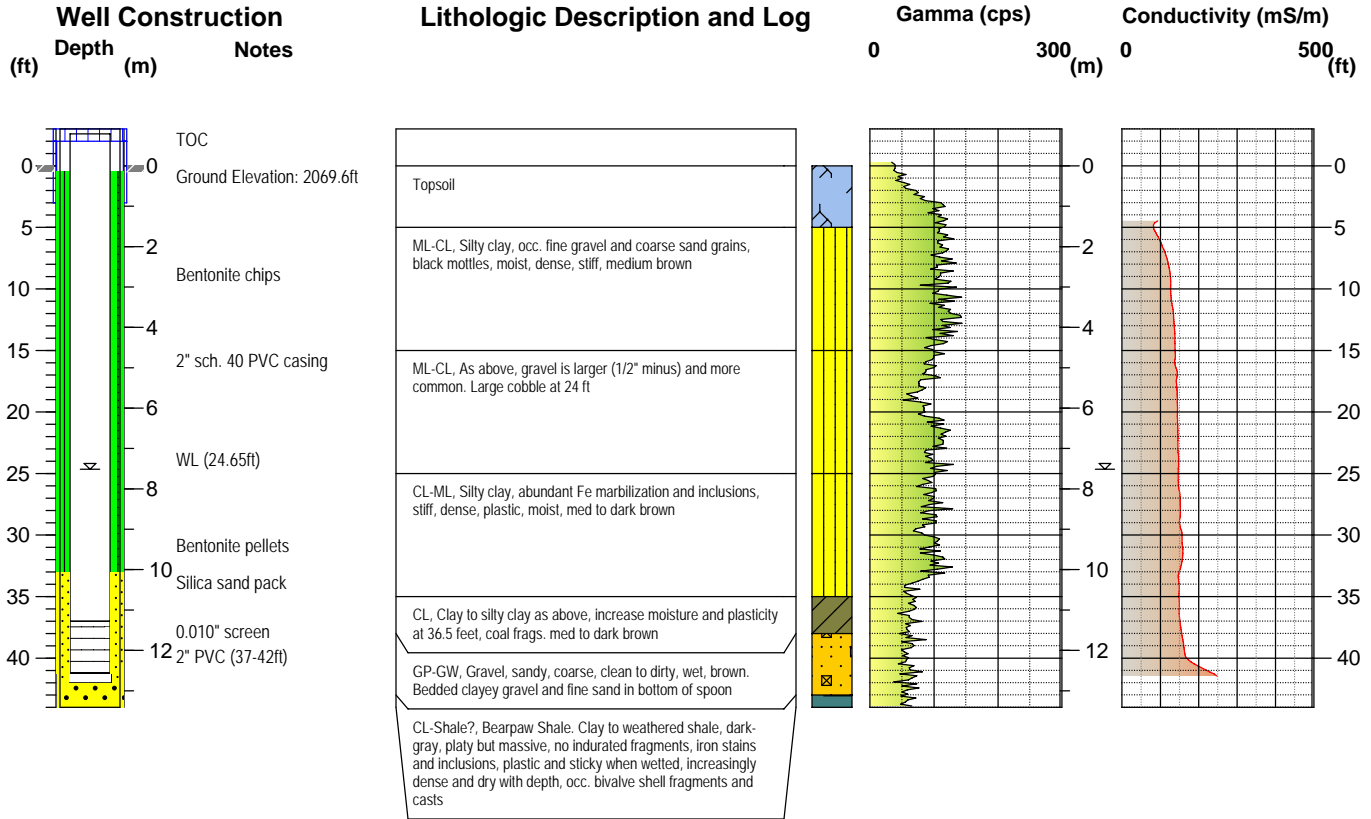 Well Construction
Lithologic Description and Log
Gamma (cps)
Conductivity (mS/m)
Depth
(ft)
(m)
Notes
0
300
(m)
0
500
(ft)
TOC
Ground Elevation: 2069.6ft
Bentonite chips
2" sch. 40 PVC casing
WL (24.65ft)
Bentonite pellets
Silica sand pack
0.010" screen
2" PVC (37-42ft)
0
5
10
15
20
25
30
35
40
0
2
4
6
8
10
12
Topsoil
ML-CL, Silty clay, occ. fine gravel and coarse sand grains,
black mottles, moist, dense, stiff, medium brown
ML-CL, As above, gravel is larger (1/2" minus) and more
common. Large cobble at 24 ft
CL-ML, Silty clay, abundant Fe marbilization and inclusions,
stiff, dense, plastic, moist, med to dark brown
CL, Clay to silty clay as above, increase moisture and plasticity
at 36.5 feet, coal frags. med to dark brown
GP-GW, Gravel, sandy, coarse, clean to dirty, wet, brown.
Bedded clayey gravel and fine sand in bottom of spoon
CL-Shale?, Bearpaw Shale. Clay to weathered shale, dark-
gray, platy but massive, no indurated fragments, iron stains
and inclusions, plastic and sticky when wetted, increasingly
dense and dry with depth, occ. bivalve shell fragments and
casts
0
2
4
6
8
10
12
0
5
10
15
20
25
30
35
40